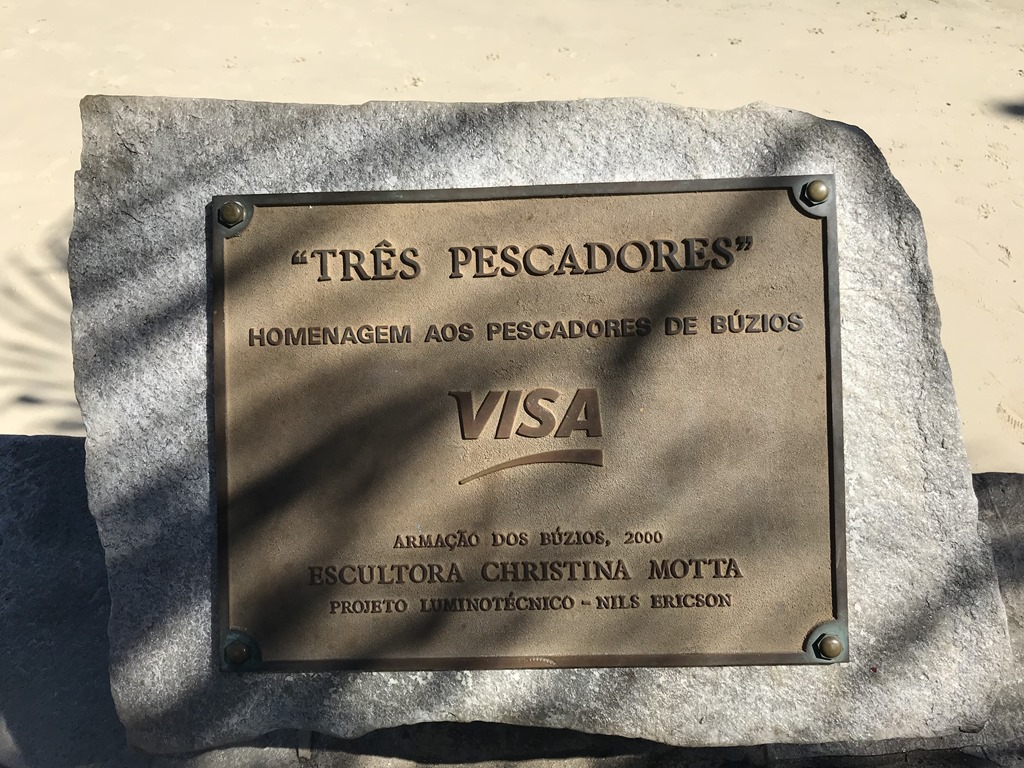 “TRÊS PESCADORES”
HOMENAGEM AOS PESCADORES DE BÚZIOS
VISA
ARMAÇÃO DOS BÚZIOS, 2000
ESCULTORA CHRISTINA MOTTA
PROJETO LUMINOTÉCNICO - NILS ERICSON